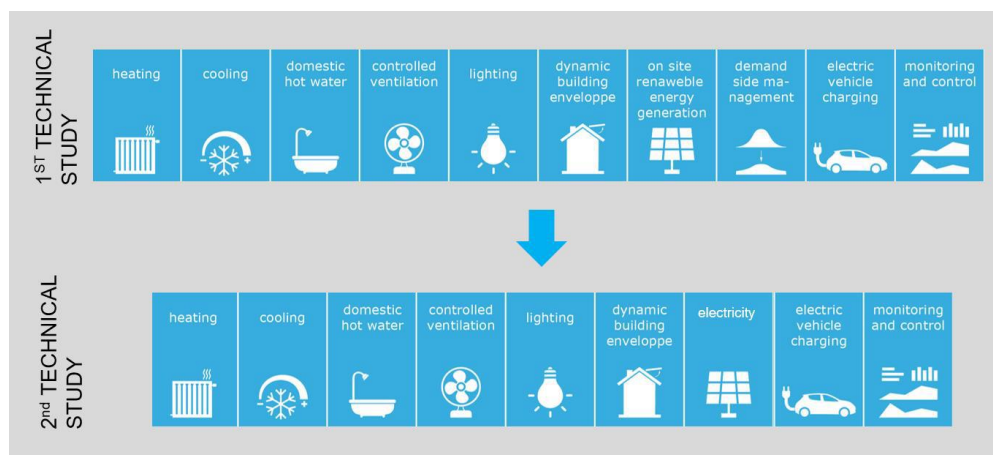 1ST TECHNICAL
STUDY
heating
cooling
domestic
hot water
controlled
ventilation
lighting
dynamic
building
enveloppe
on site
renaweble
energy
generation
demand
side ma-
nagement
electric
vehicle
charging
monitoring
and control
2nd TECHNICAL
STUDY
heating
cooling
domestic
hot water
controlled
ventilation
lighting
dynamic
building
enveloppe
electricity
electric
vehicle
charging
monitoring
and control